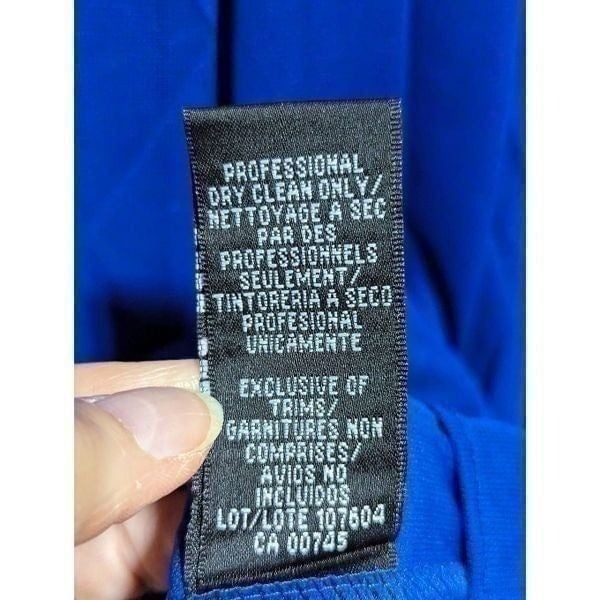 PROFESSIONAL
DRY CLEAN ONLY/
NETTOYAGE A SEC
PAR DES
PROFESSIONNELS
SEULEMENT/
TINTORERIA A SECO
PROFESIONAL
UNICAMENTE
EXCLUSIVE OF
TRIMS/
GARNITURES NON
COMPRISES/
AVIOS NO
INCLUIDOS
LOT/LOTE 107604
CA 00745